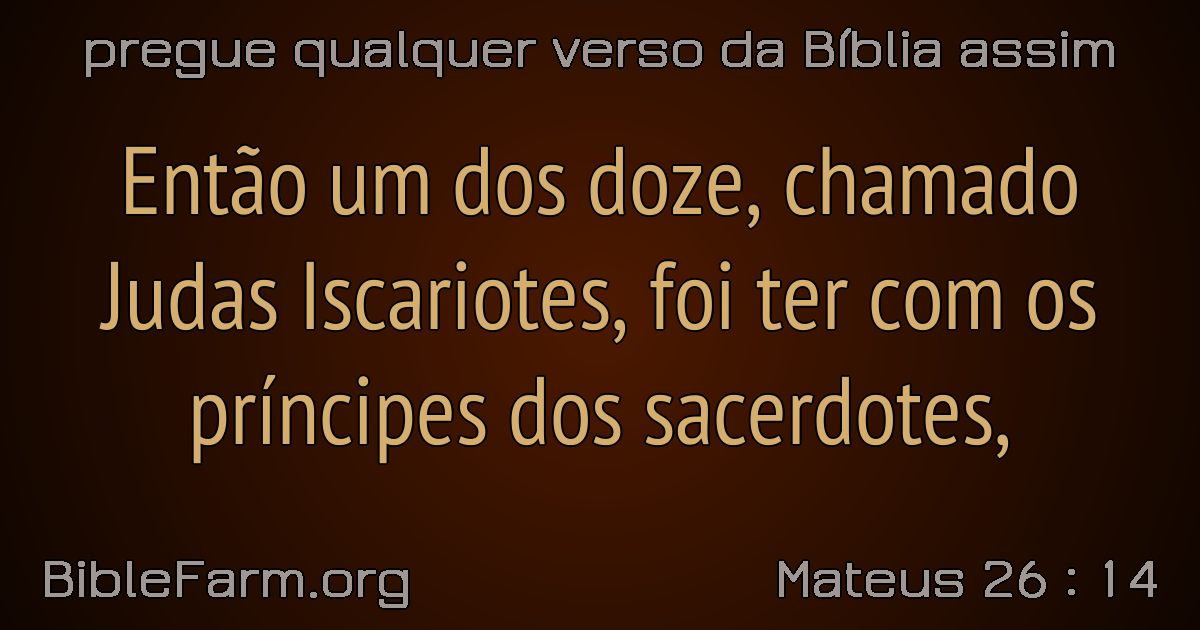 pregue qualquer verso da Bíblia assim
Então um dos doze, chamado
Judas Iscariotes, foi ter com os
príncipes dos sacerdotes,
BibleFarm.org
Mateus 26 : 14